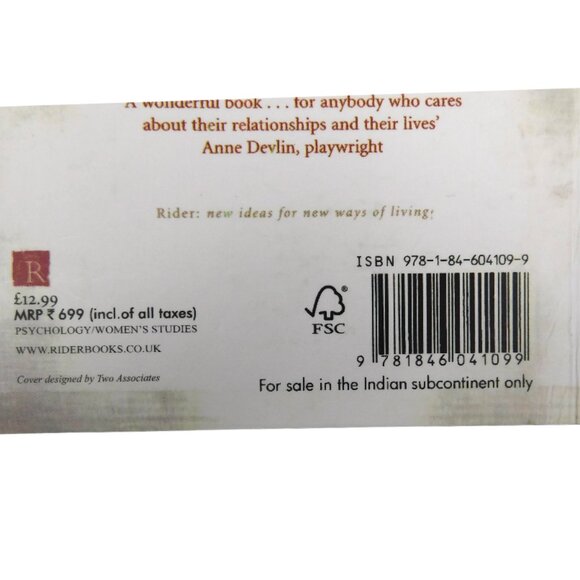 A wonderful book . . . for anybody who cares
about their relationships and their lives’
Anne Devlin, playwright
Rider: new ideas for new ways of living!
ISBN 978-1-84-604109-9
R
£12.99
MRP ₹ 699 (incl. of all taxes)
PSYCHOLOGY/WOMEN'S STUDIES
WWW.RIDERBOOKS.CO.UK
Cover designed by Two Associates
FSC
9 781846 041099
For sale in the Indian subcontinent only